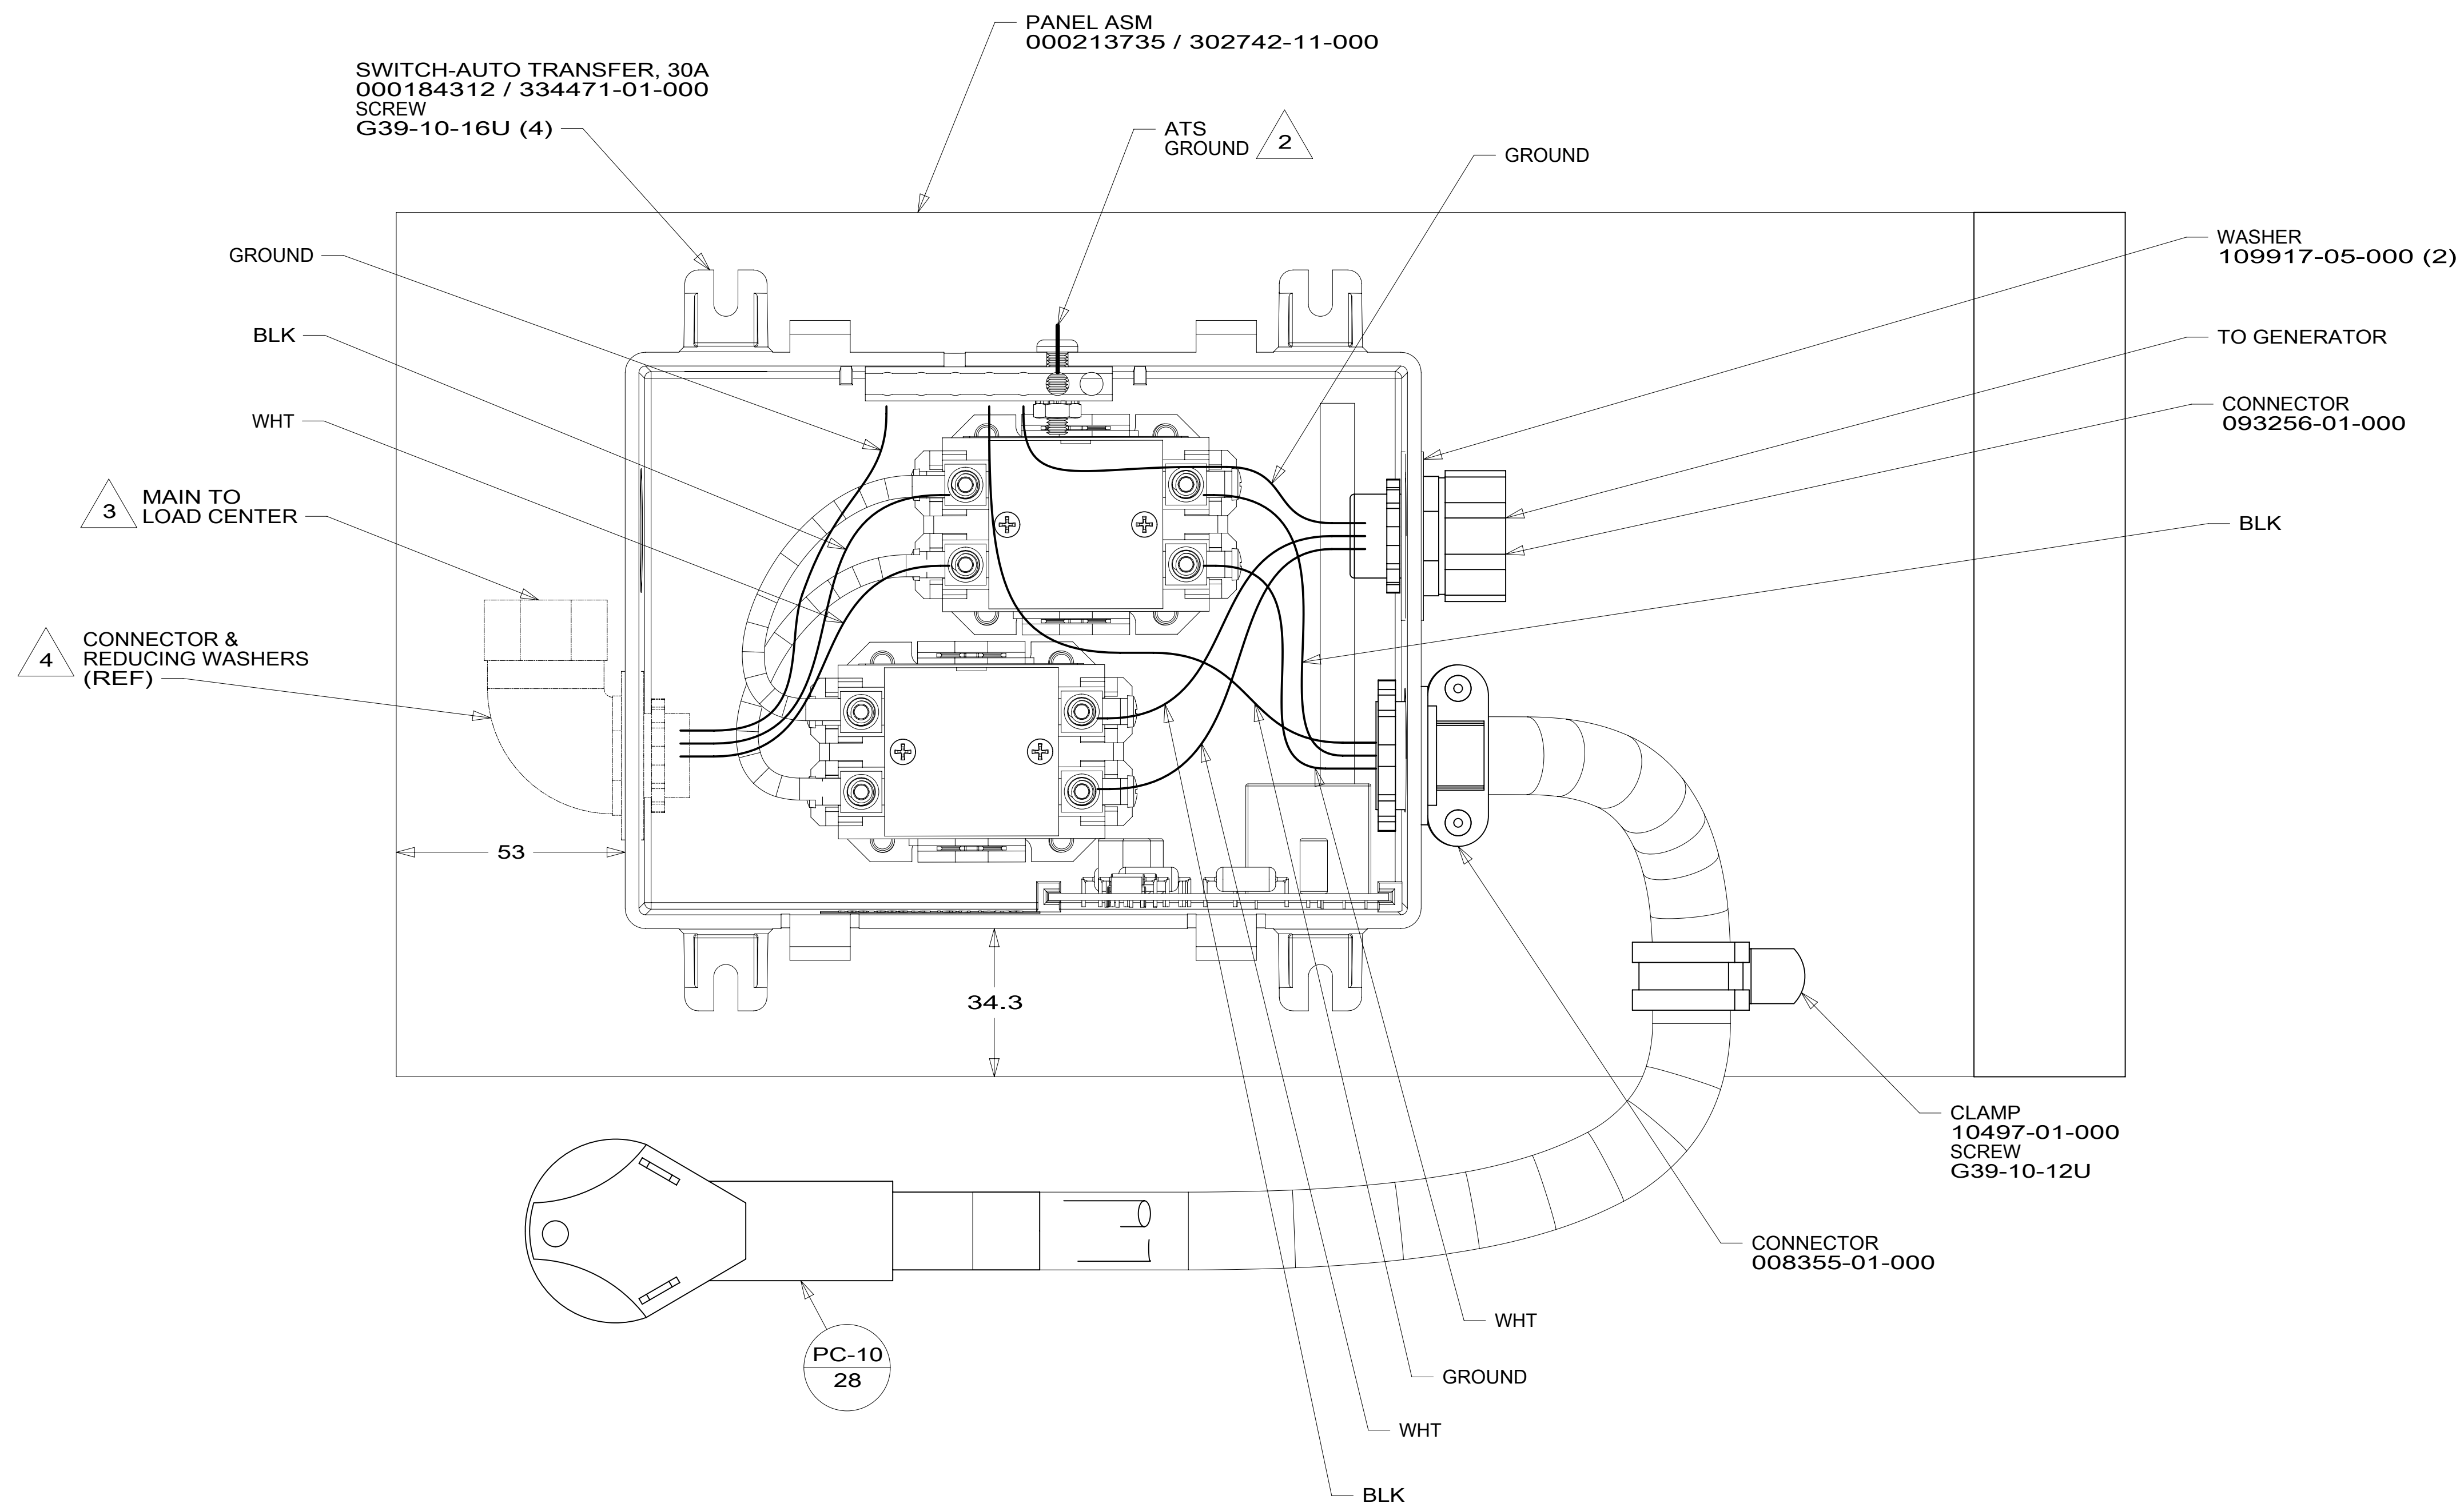 PANEL ASM
000213735 / 302742-11-000
SWITCH-AUTO TRANSFER, 30A
000184312 / 334471-01-000
SCREW
G39-10-16U (4)
ATS
GROUND
2
GROUND
WASHER
109917-05-000 (2)
GROUND
BLK
TO GENERATOR
CONNECTOR
093256-01-000
WHT
3
MAIN TO
LOAD CENTER
BLK
4
CONNECTOR &
REDUCING WASHERS
(REF)
53
34.3
CLAMP
10497-01-000
SCREW
G39-10-12U
CONNECTOR
008355-01-000
WHT
PC-10
28
GROUND
WHT
BLK